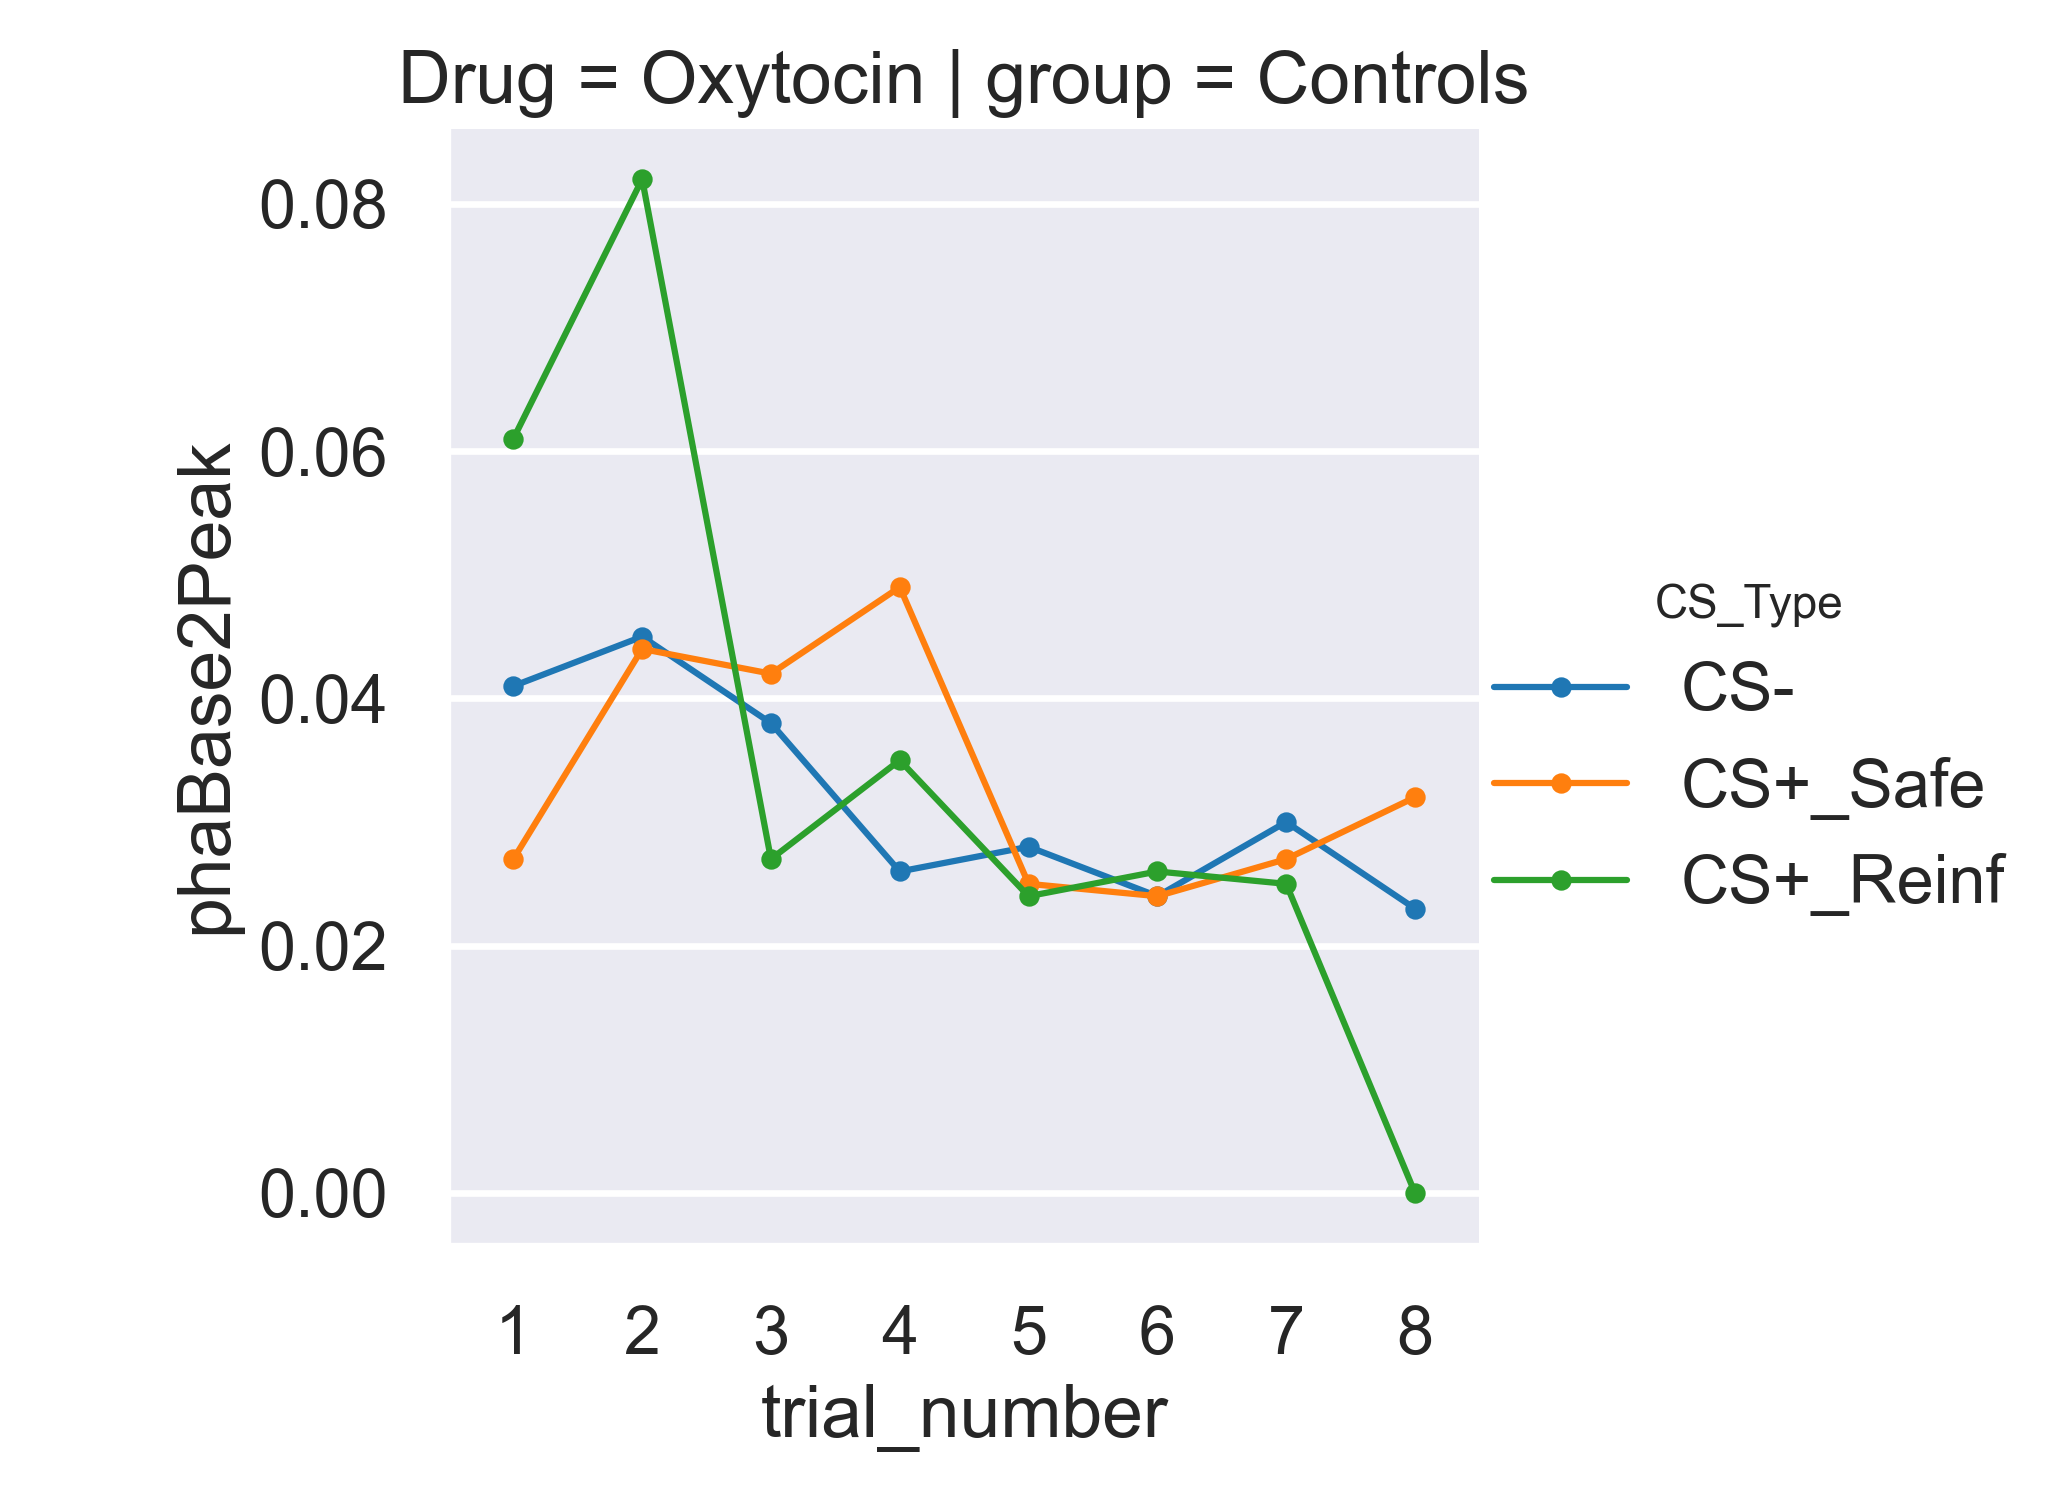 Drug = Oxytocin | group = Controls
0.08
0.06
0.04
0.02
0.00
phaBase2Peak
1 2 3 4 5 6 7 8
trial_number
CS_Type
CS-
CS+_Safe
CS+_Reinf